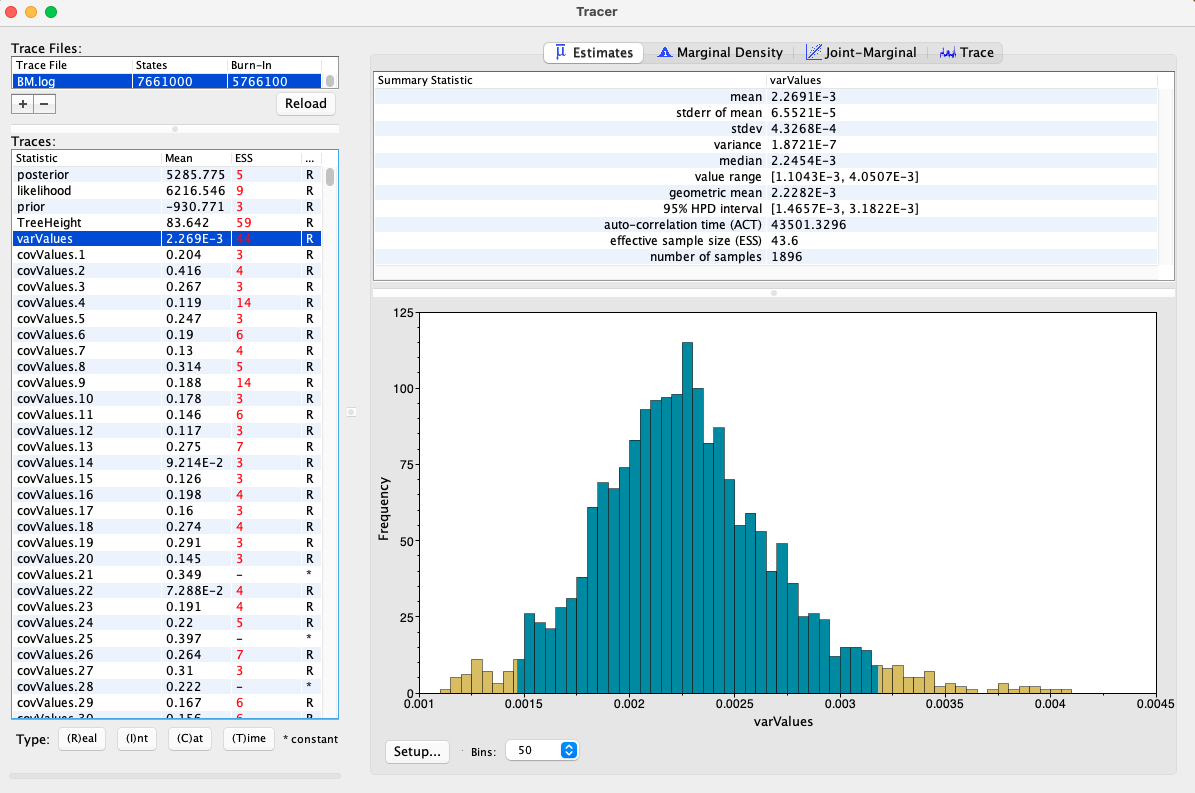 Tracer
Trace Files:
Trace File States Burn-In
BM.log 7661000 5766100
+ − Reload
Traces:
Statistic Mean ESS ...
posterior 5285.775 5 R
likelihood 6216.546 9 R
prior -930.771 3 R
TreeHeight 83.642 59 R
varValues 2.269E-3 44 R
covValues.1 0.204 3 R
covValues.2 0.416 4 R
covValues.3 0.267 3 R
covValues.4 0.119 14 R
covValues.5 0.247 3 R
covValues.6 0.19 6 R
covValues.7 0.13 4 R
covValues.8 0.314 5 R
covValues.9 0.188 14 R
covValues.10 0.178 3 R
covValues.11 0.146 6 R
covValues.12 0.117 3 R
covValues.13 0.275 7 R
covValues.14 9.214E-2 3 R
covValues.15 0.126 3 R
covValues.16 0.198 4 R
covValues.17 0.16 3 R
covValues.18 0.274 4 R
covValues.19 0.291 3 R
covValues.20 0.145 3 R
covValues.21 0.349 - *
covValues.22 7.288E-2 4 R
covValues.23 0.191 4 R
covValues.24 0.22 5 R
covValues.25 0.397 - *
covValues.26 0.264 7 R
covValues.27 0.31 3 R
covValues.28 0.222 - *
covValues.29 0.167 6 R
covValues.30 0.156 6 R
Type: (R)eal (I)nt (C)at (T)ime * constant
Estimates Marginal Density Joint-Marginal Trace
Summary Statistic varValues
mean 2.2691E-3
stderr of mean 6.5521E-5
stdev 4.3268E-4
variance 1.8721E-7
median 2.2454E-3
value range [1.1043E-3, 4.0507E-3]
geometric mean 2.2282E-3
95% HPD interval [1.4657E-3, 3.1822E-3]
auto-correlation time (ACT) 43501.3296
effective sample size (ESS) 43.6
number of samples 1896
125
100
75
50
25
0
Frequency
0.001 0.0015 0.002 0.0025 0.003 0.0035 0.004 0.0045
varValues
Setup... Bins: 50